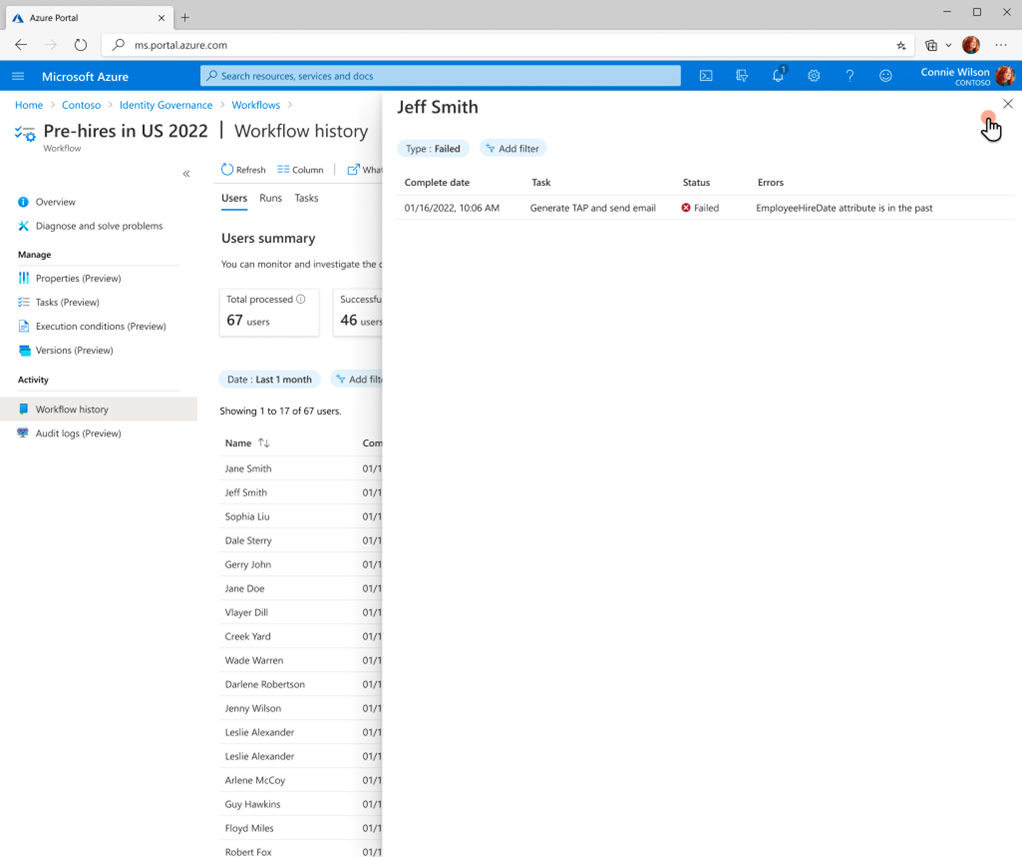 Azure Portal
ms.portal.azure.com
Microsoft Azure
Search resources, services and docs
1
Connie Wilson
CONTOSO
Home > Contoso > Identity Governance > Workflows >
Pre-hires in US 2022 | Workflow history
Workflow
Overview
Diagnose and solve problems
Manage
Properties (Preview)
Tasks (Preview)
Execution conditions (Preview)
Versions (Preview)
Activity
Workflow history
Audit logs (Preview)
Refresh Column
Users Runs Tasks
Users summary
You can monitor and investigate the
Total processed
67 users
46 users
Date : Last 1 month
Add
Showing 1 to 17 of 67 users.
Name
Jane Smith 01/1
Jeff Smith 01/1
Sophia Liu 01/1
Dale Sterry 01/1
Gerry John 01/1
Jane Doe 01/1
Vlayer Dill 01/1
Creek Yard 01/1
Wade Warren 01/1
Darlene Robertson 01/1
Jenny Wilson 01/1
Leslie Alexander 01/1
Leslie Alexander 01/1
Arlene McCoy 01/1
Guy Hawkins 01/1
Floyd Miles 01/1
Robert Fox 01/1
Jeff Smith
Type : Failed Add filter
Complete date Task Status Errors
01/16/2022, 10:06 AM Generate TAP and send email Failed EmployeeHireDate attribute is in the past